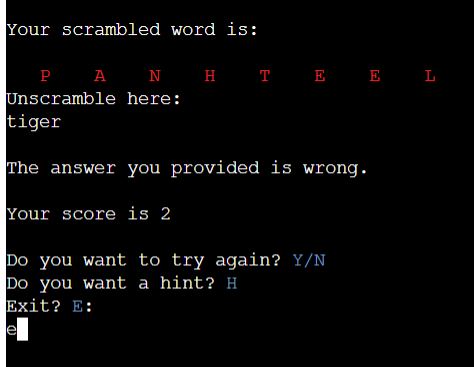 Your scrambled word is:
P A N H T E E L
Unscramble here:
tiger
The answer you provided is wrong.
Your score is 2
Do you want to try again? Y/N
Do you want a hint? H
Exit? E:
e